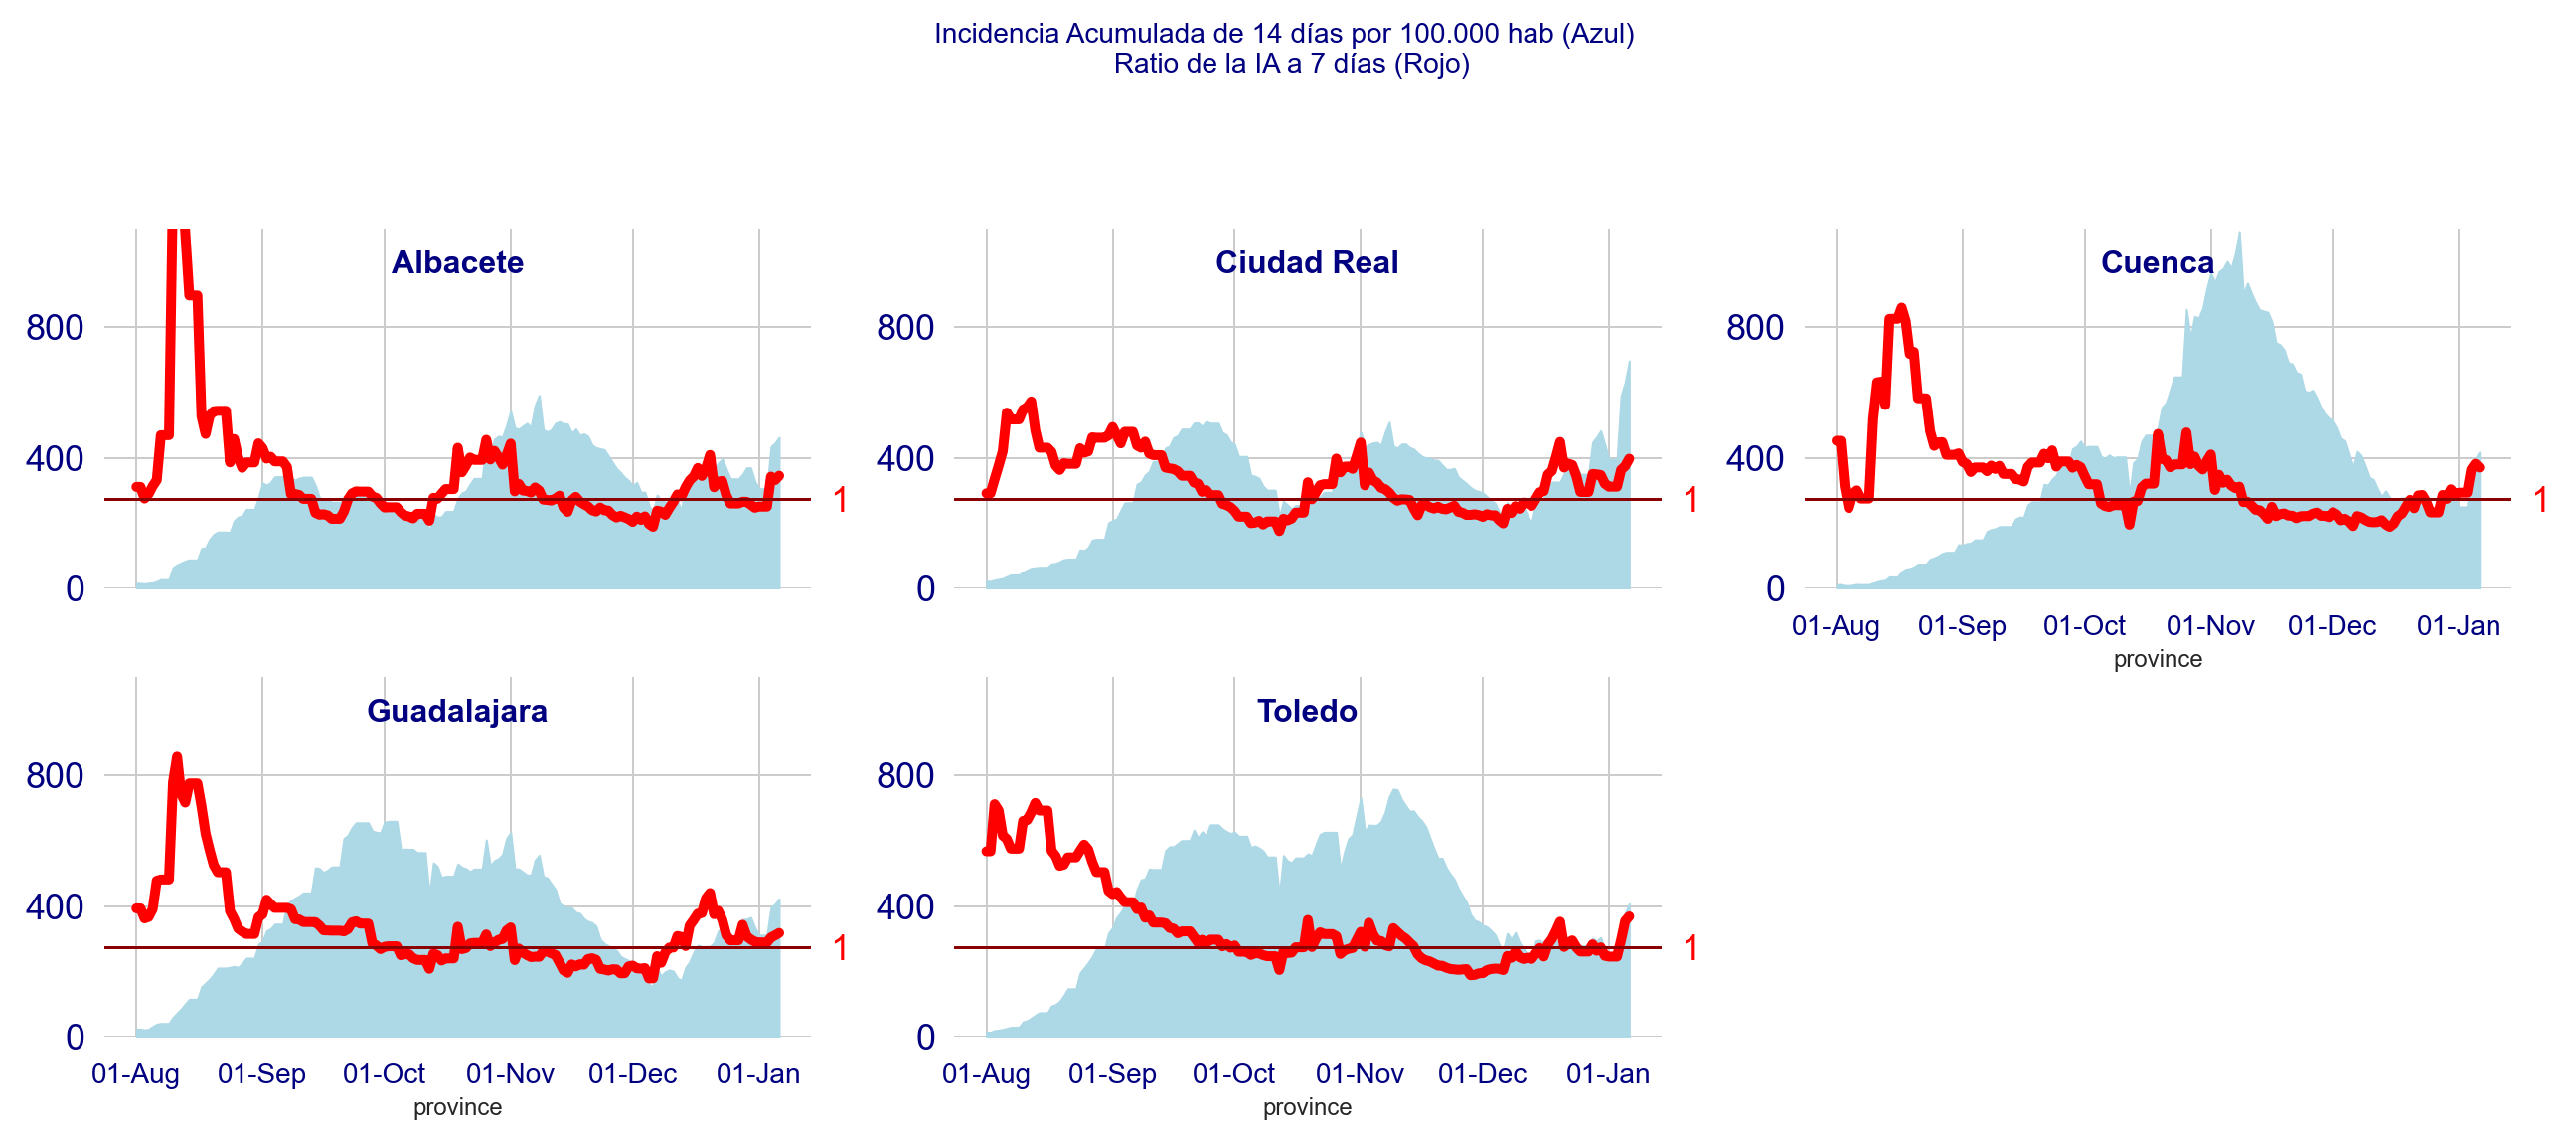 Incidencia Acumulada de 14 días por 100.000 hab (Azul)
Ratio de la IA a 7 días (Rojo)
Albacete
800
400
0
1
Ciudad Real
800
400
0
1
Cuenca
800
400
0
1
01-Aug 01-Sep 01-Oct 01-Nov 01-Dec 01-Jan
province
Guadalajara
800
400
0
1
01-Aug 01-Sep 01-Oct 01-Nov 01-Dec 01-Jan
province
Toledo
800
400
0
1
01-Aug 01-Sep 01-Oct 01-Nov 01-Dec 01-Jan
province